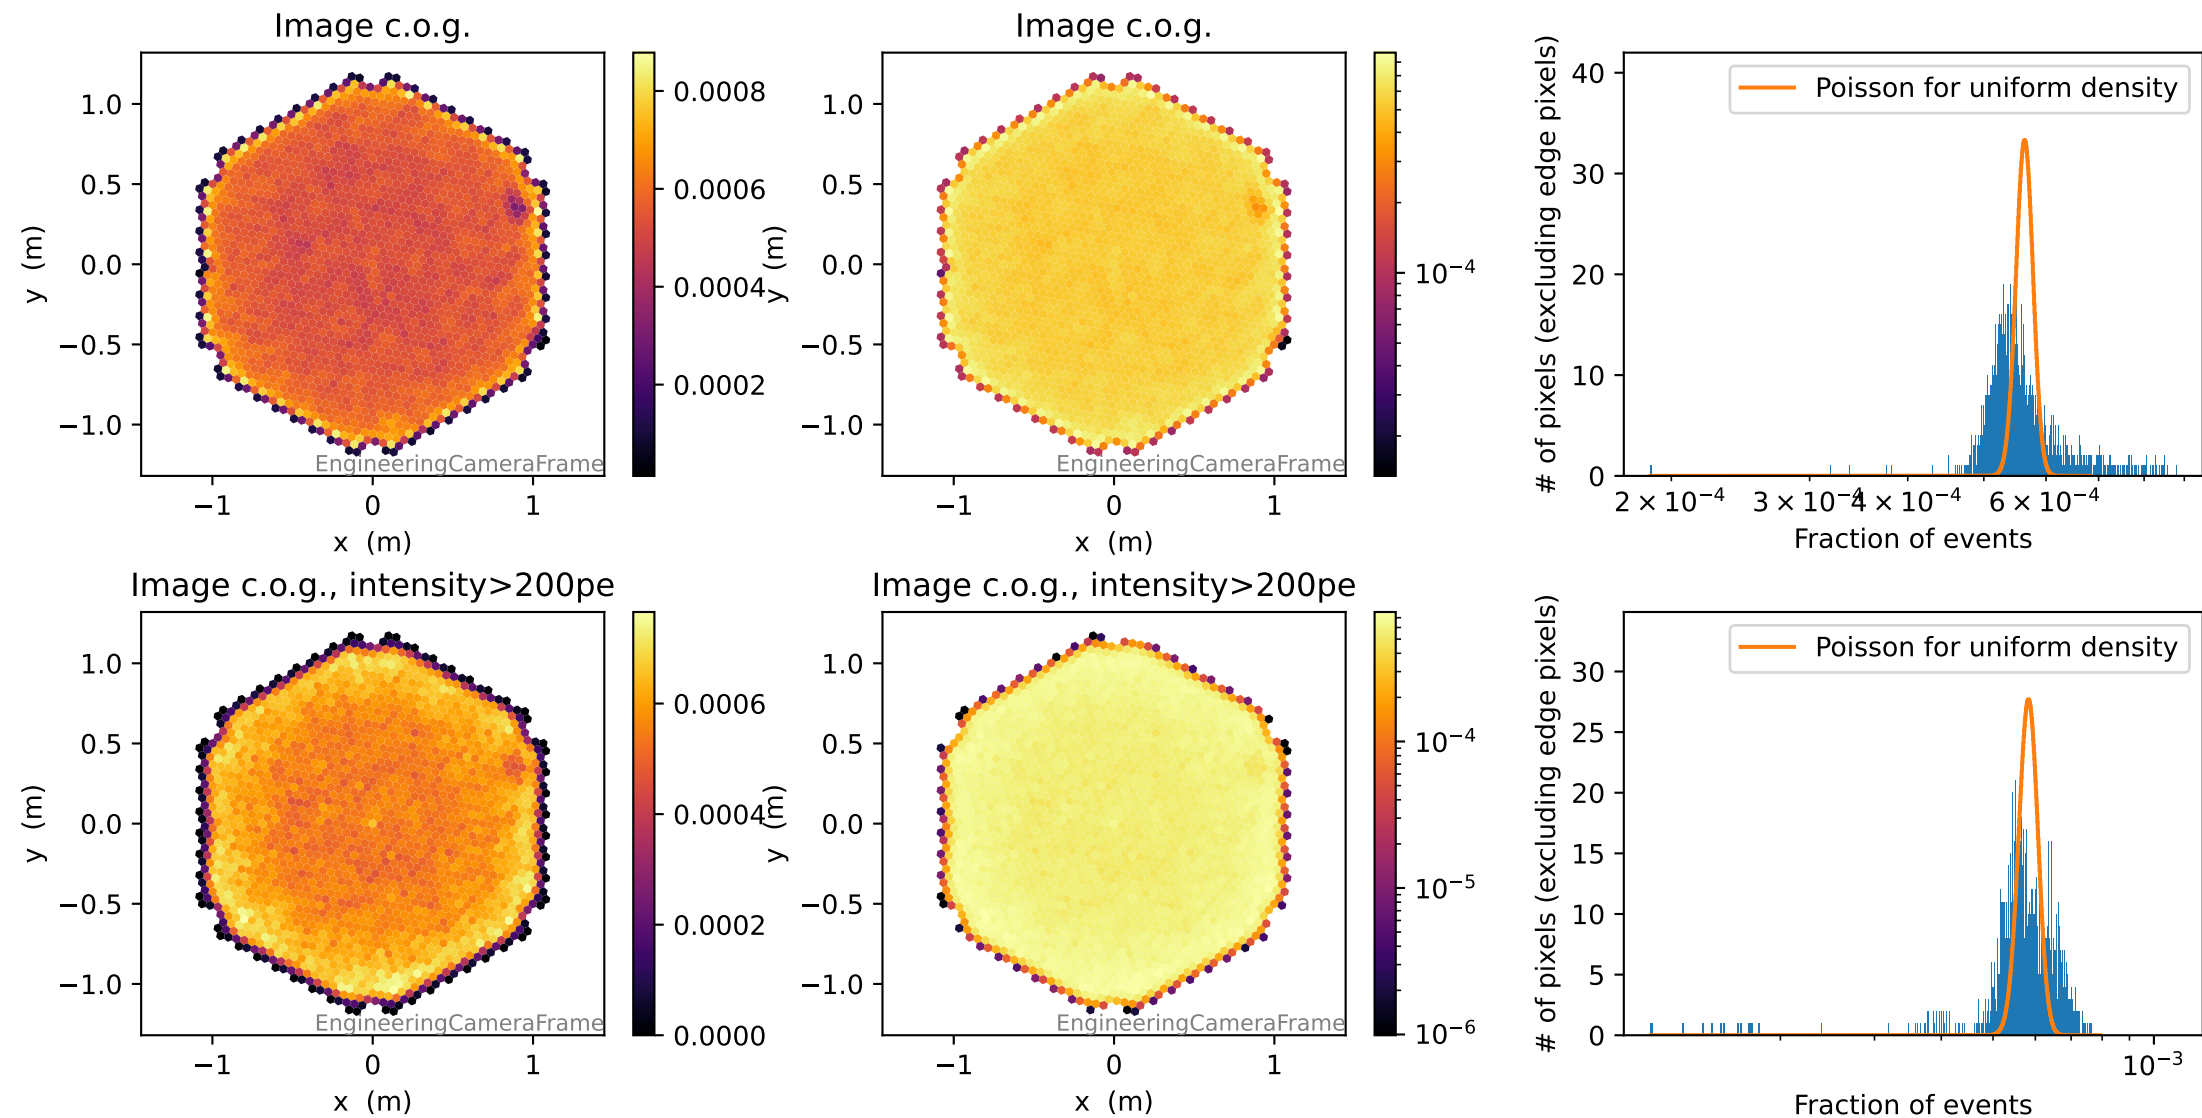 Image c.o.g.
1.0
0.5
0.0
−0.5
−1.0
y (m)
−1 0 1
x (m)
EngineeringCameraFrame
0.0008
0.0006
0.0004
0.0002
Image c.o.g.
1.0
0.5
0.0
−0.5
−1.0
y (m)
−1 0 1
x (m)
EngineeringCameraFrame
10⁻⁴
# of pixels (excluding edge pixels)
40
30
20
10
0
Poisson for uniform density
2 × 10⁻⁴ 3 × 10⁻⁴ 4 × 10⁻⁴ 6 × 10⁻⁴
Fraction of events
Image c.o.g., intensity>200pe
1.0
0.5
0.0
−0.5
−1.0
y (m)
−1 0 1
x (m)
EngineeringCameraFrame
0.0006
0.0004
0.0002
0.0000
Image c.o.g., intensity>200pe
1.0
0.5
0.0
−0.5
−1.0
y (m)
−1 0 1
x (m)
EngineeringCameraFrame
10⁻⁴
10⁻⁵
10⁻⁶
# of pixels (excluding edge pixels)
30
25
20
15
10
5
0
Poisson for uniform density
10⁻³
Fraction of events